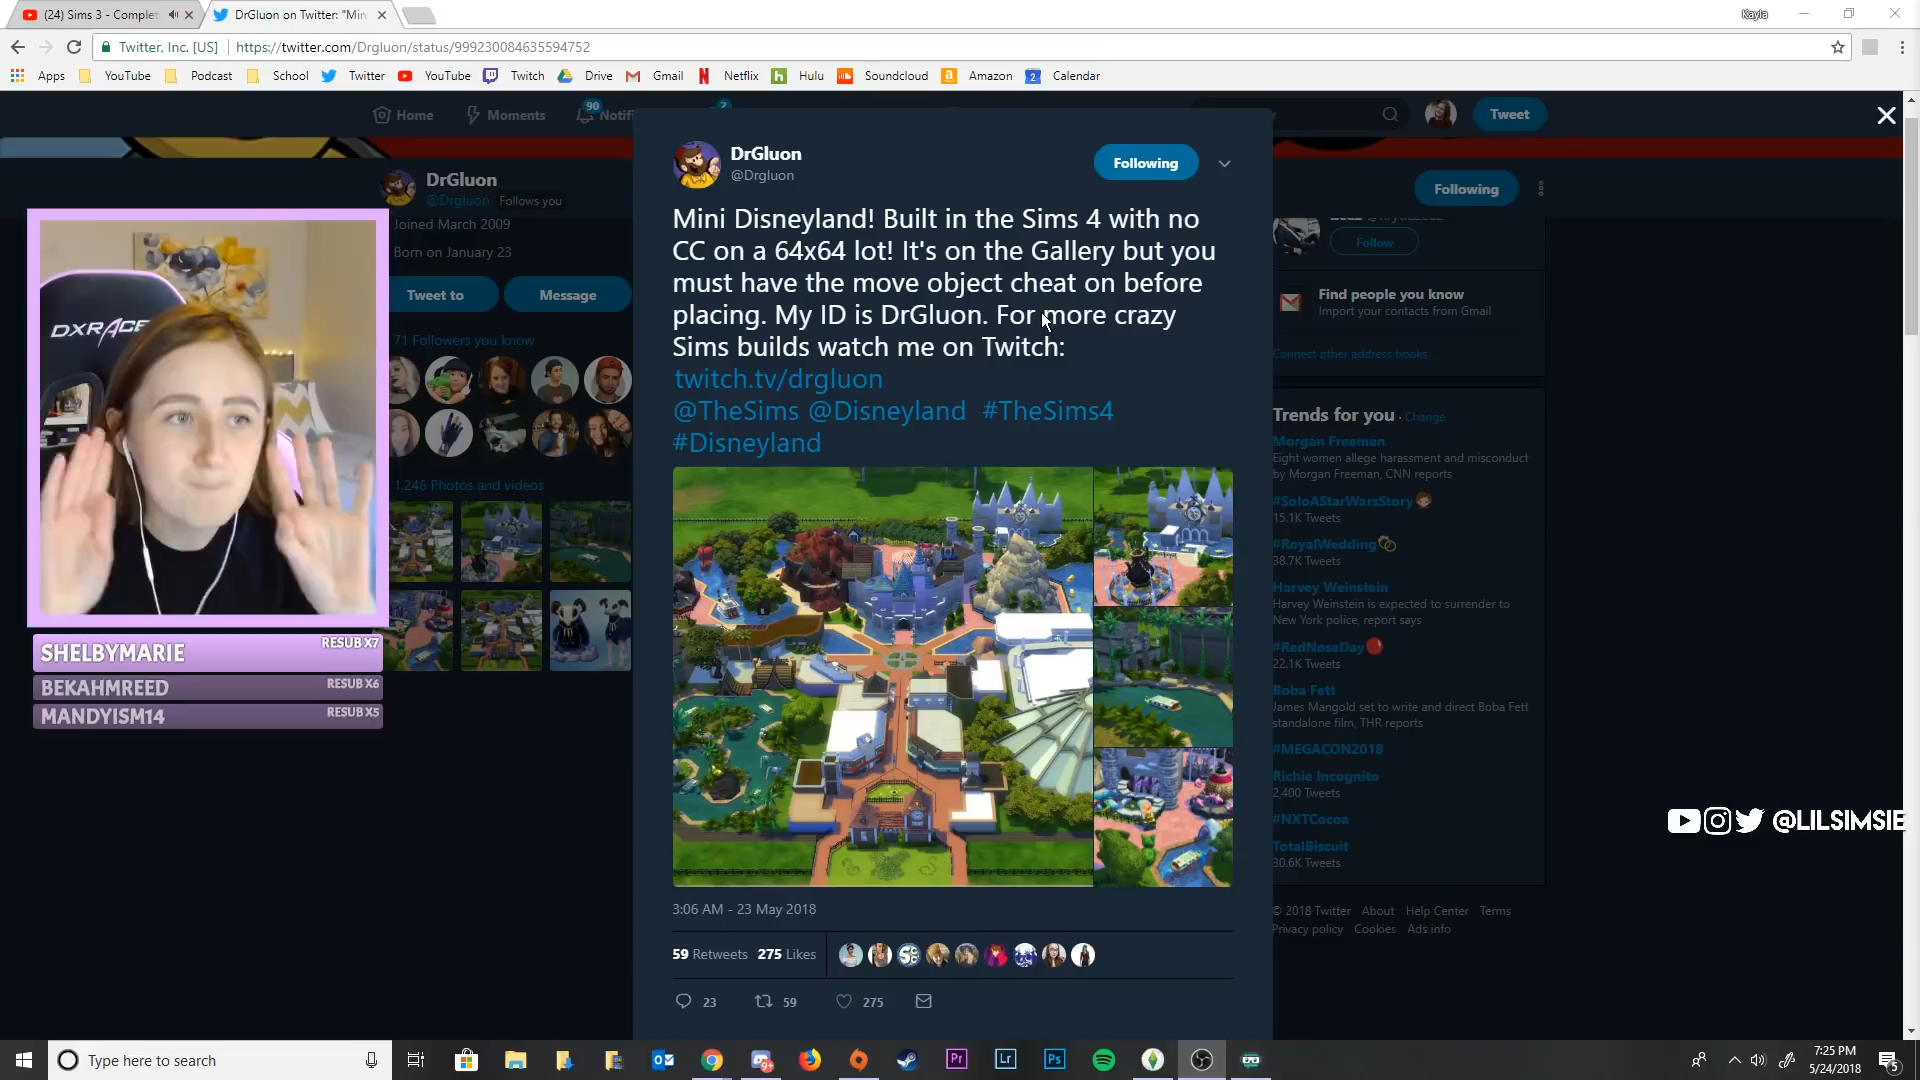 (24) Sims 3 - Complet
DrGluon on Twitter: "Min
Kayla
Twitter, Inc. [US]
https://twitter.com/Drgluon/status/999230084635594752
Apps
YouTube
Podcast
School
Twitter
YouTube
Twitch
Drive
Gmail
Netflix
Hulu
Soundcloud
Amazon
Calendar
Home
Moments
90
Notifi
2
Tweet
DrGluon
@Drgluon
Follows you
Joined March 2009
Born on January 23
Tweet to
Message
71 Followers you know
1,246 Photos and videos
DXRACE
SHELBYMARIE
RESUB X7
BEKAHMREED
RESUB X6
MANDYISM14
RESUB X5
DrGluon
@Drgluon
Following
Mini Disneyland! Built in the Sims 4 with no
CC on a 64x64 lot! It's on the Gallery but you
must have the move object cheat on before
placing. My ID is DrGluon. For more crazy
Sims builds watch me on Twitch:
twitch.tv/drgluon
@TheSims @Disneyland #TheSims4
#Disneyland
3:06 AM - 23 May 2018
59 Retweets 275 Likes
23
59
275
Following
Follow
Find people you know
Import your contacts from Gmail
Connect other address books
Trends for you · Change
Morgan Freeman
Eight women allege harassment and misconduct
by Morgan Freeman, CNN reports
#SoloAStarWarsStory
15.1K Tweets
#RoyalWedding
38.7K Tweets
Harvey Weinstein
Harvey Weinstein is expected to surrender to
New York police, report says
#RedNoseDay
22.1K Tweets
Boba Fett
James Mangold set to write and direct Boba Fett
standalone film, THR reports
#MEGACON2018
Richie Incognito
2,400 Tweets
#NXTCocoa
TotalBiscuit
30.6K Tweets
© 2018 Twitter About Help Center Terms
Privacy policy Cookies Ads info
@LILSIMSIE
Type here to search
9+
Pr
Lr
Ps
7:25 PM
5/24/2018
5